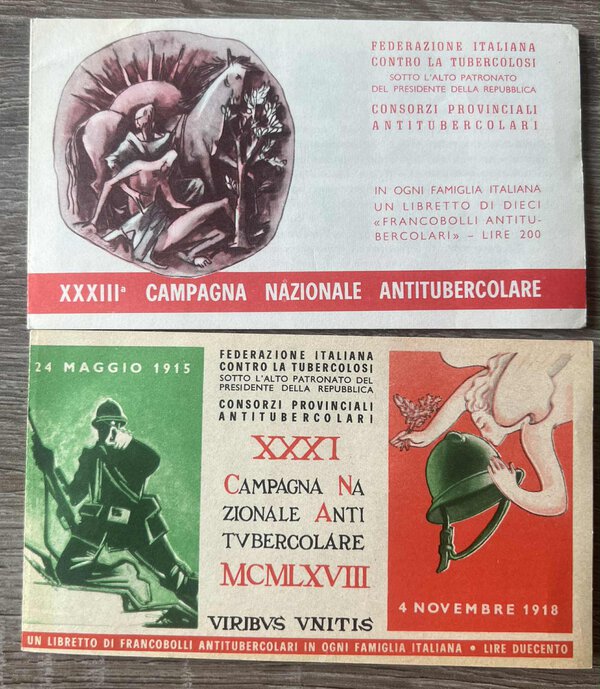 FEDERAZIONE ITALIANA
CONTRO LA TUBERCOLOSI
SOTTO L'ALTO PATRONATO
DEL PRESIDENTE DELLA REPUBBLICA
CONSORZI PROVINCIALI
ANTITUBERCOLARI
IN OGNI FAMIGLIA ITALIANA
UN LIBRETTO DI DIECI
«FRANCOBOLLI ANTITU-
BERCOLARI» – LIRE 200
XXXIIIª CAMPAGNA NAZIONALE ANTITUBERCOLARE
24 MAGGIO 1915
FEDERAZIONE ITALIANA
CONTRO LA TUBERCOLOSI
SOTTO L'ALTO PATRONATO DEL
PRESIDENTE DELLA REPUBBLICA
CONSORZI PROVINCIALI
ANTITUBERCOLARI
XXXI
CAMPAGNA NA
ZIONALE ANTI
TVBERCOLARE
MCMLXVIII
VIRIBVS VNITIS
4 NOVEMBRE 1918
UN LIBRETTO DI FRANCOBOLLI ANTITUBERCOLARI IN OGNI FAMIGLIA ITALIANA • LIRE DUECENTO